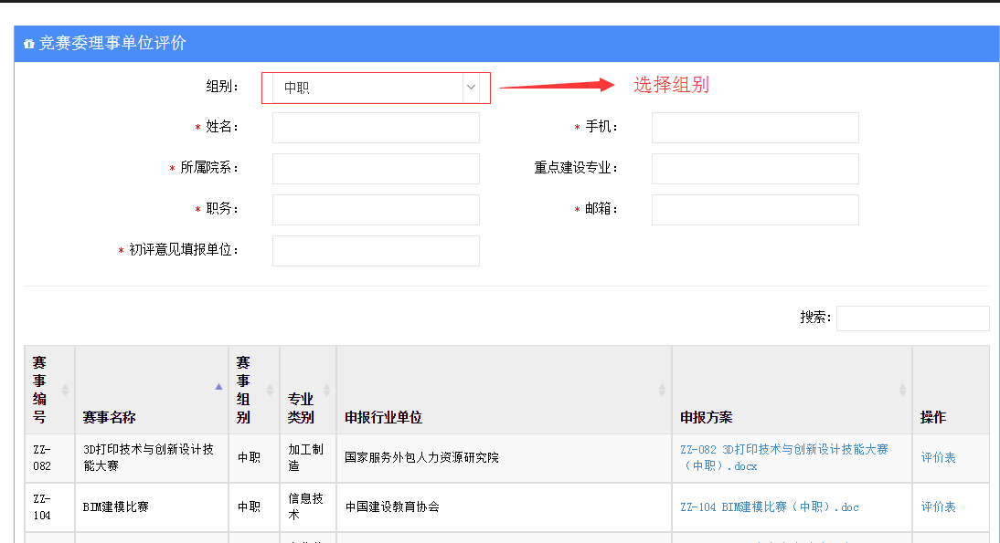 竞赛委理事单位评价
组别：
中职
选择组别
* 姓名：
* 手机：
* 所属院系：
重点建设专业：
* 职务：
* 邮箱：
* 初评意见填报单位：
搜索：
赛
事
编
号
赛事名称
赛
事
组
别
专业
类别
申报行业单位
申报方案
操作
ZZ-
082
3D打印技术与创新设计技
能大赛
中职
加工制
造
国家服务外包人力资源研究院
ZZ-082 3D打印技术与创新设计技能大赛
（中职）.docx
评价表
ZZ-
104
BIM建模比赛
中职
信息技
术
中国建设教育协会
ZZ-104 BIM建模比赛（中职）.doc
评价表